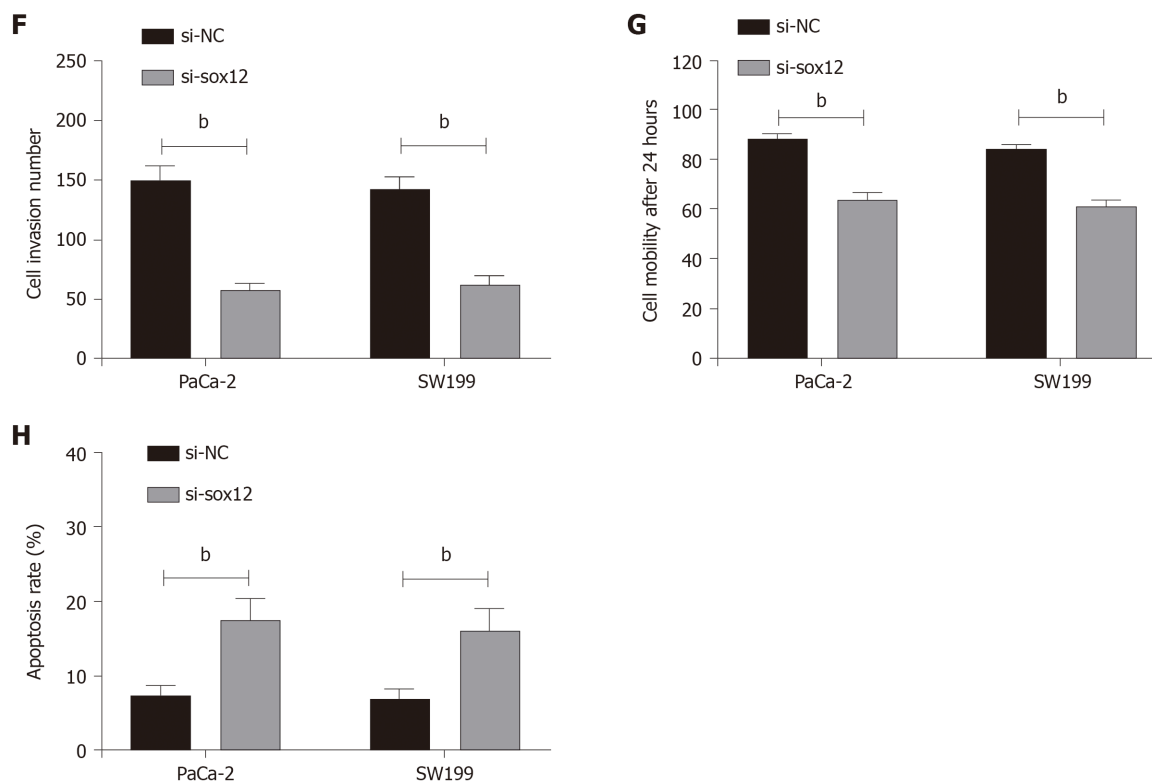 F
si-NC
si-sox12
250
200
150
100
50
0
Cell invasion number
b
b
PaCa-2
SW199
G
si-NC
si-sox12
120
100
80
60
40
20
0
Cell mobility after 24 hours
b
b
PaCa-2
SW199
H
si-NC
si-sox12
40
30
20
10
0
Apoptosis rate (%)
b
b
PaCa-2
SW199